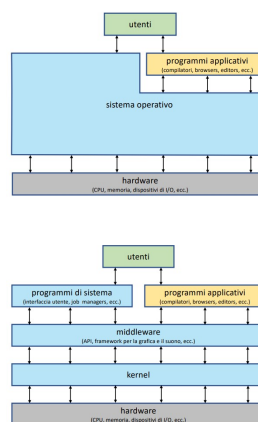 utenti
programmi applicativi
(compilatori, browsers, editors, ecc.)
sistema operativo
hardware
(CPU, memoria, dispositivi di I/O, ecc.)
utenti
programmi di sistema
(interfaccia utente, job managers, ecc.)
programmi applicativi
(compilatori, browsers, editors, ecc.)
middleware
(API, framework per la grafica e il suono, ecc.)
kernel
hardware
(CPU, memoria, dispositivi di I/O, ecc.)